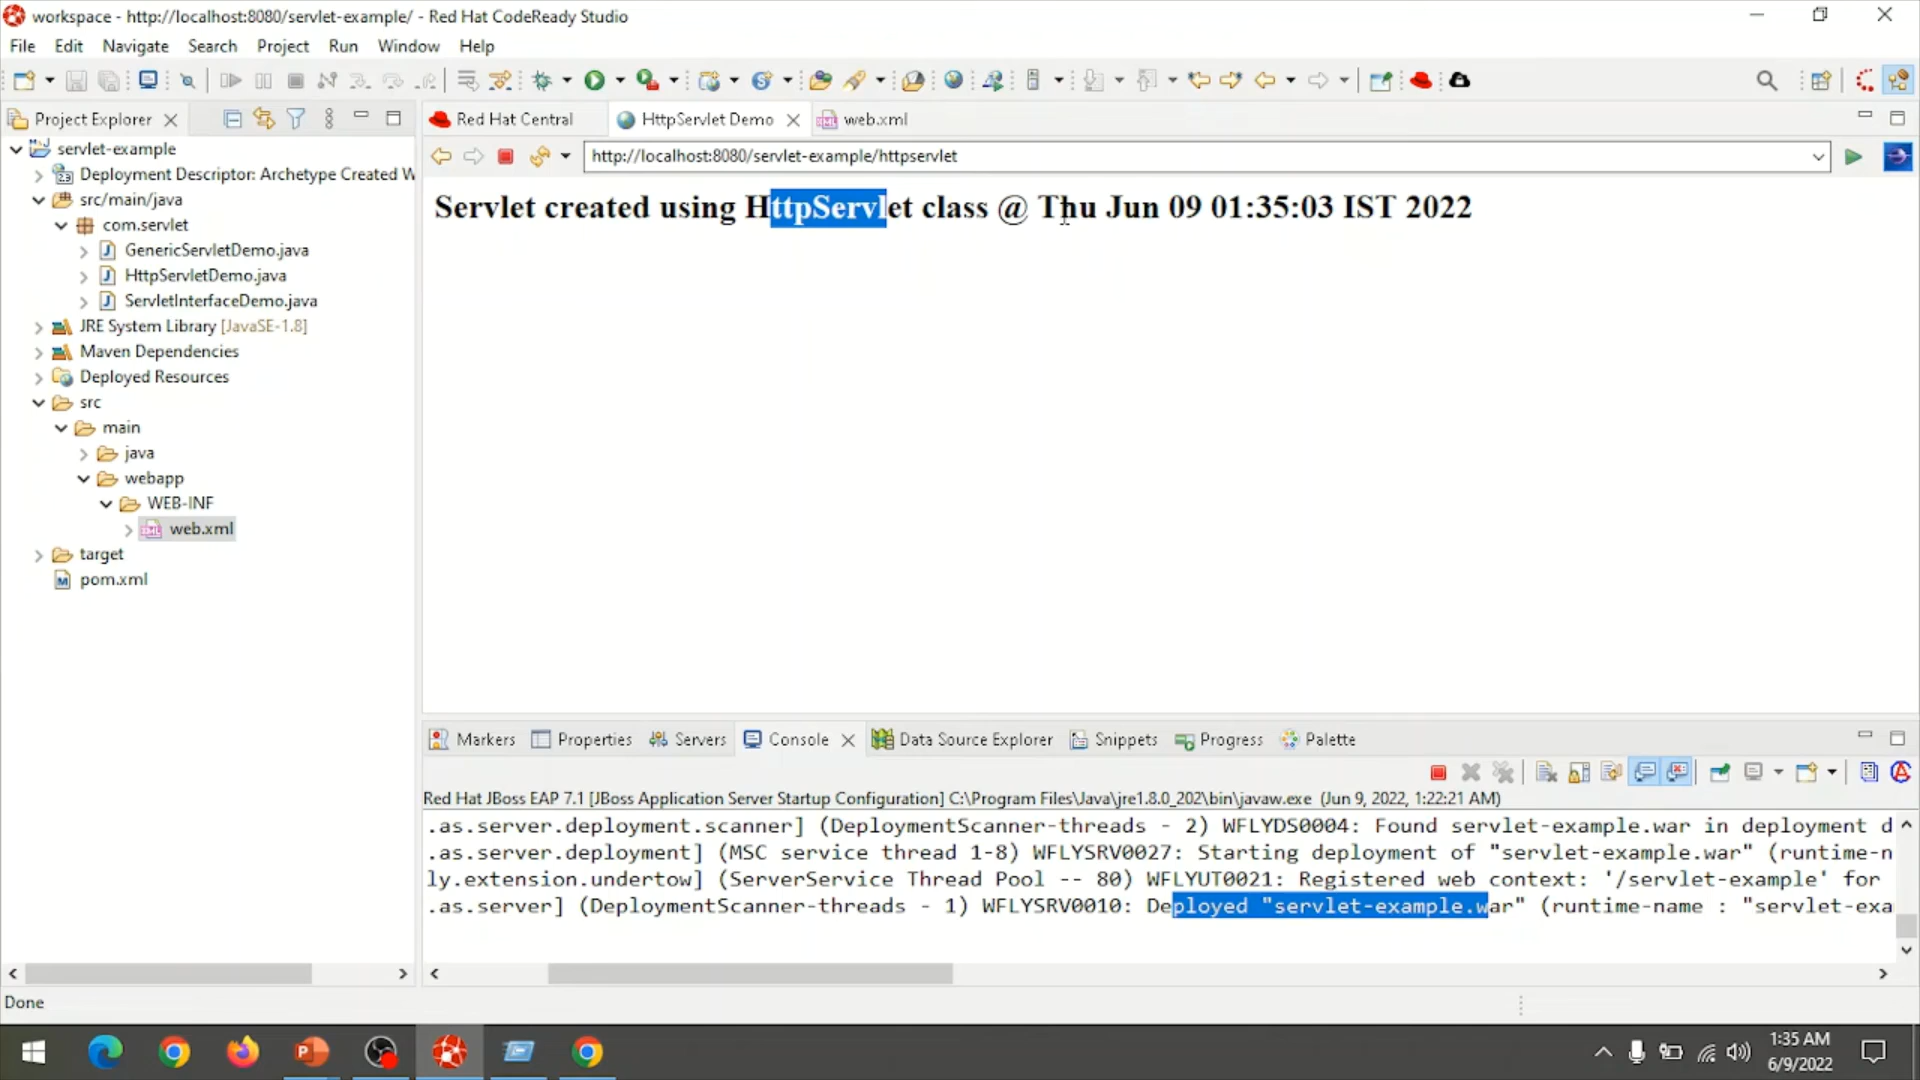 workspace - http://localhost:8080/servlet-example/ - Red Hat CodeReady Studio
File Edit Navigate Search Project Run Window Help
Project Explorer
servlet-example
Deployment Descriptor: Archetype Created W
src/main/java
com.servlet
GenericServletDemo.java
HttpServletDemo.java
ServletInterfaceDemo.java
JRE System Library [JavaSE-1.8]
Maven Dependencies
Deployed Resources
src
main
java
webapp
WEB-INF
web.xml
target
pom.xml
Red Hat Central HttpServlet Demo web.xml
http://localhost:8080/servlet-example/httpservlet
Servlet created using HttpServlet class @ Thu Jun 09 01:35:03 IST 2022
Markers Properties Servers Console Data Source Explorer Snippets Progress Palette
Red Hat JBoss EAP 7.1 [JBoss Application Server Startup Configuration] C:\Program Files\Java\jre1.8.0_202\bin\javaw.exe (Jun 9, 2022, 1:22:21 AM)
.as.server.deployment.scanner] (DeploymentScanner-threads - 2) WFLYDS0004: Found servlet-example.war in deployment d
.as.server.deployment] (MSC service thread 1-8) WFLYSRV0027: Starting deployment of "servlet-example.war" (runtime-n
ly.extension.undertow] (ServerService Thread Pool -- 80) WFLYUT0021: Registered web context: '/servlet-example' for
.as.server] (DeploymentScanner-threads - 1) WFLYSRV0010: Deployed "servlet-example.war" (runtime-name : "servlet-exa
Done
1:35 AM
6/9/2022